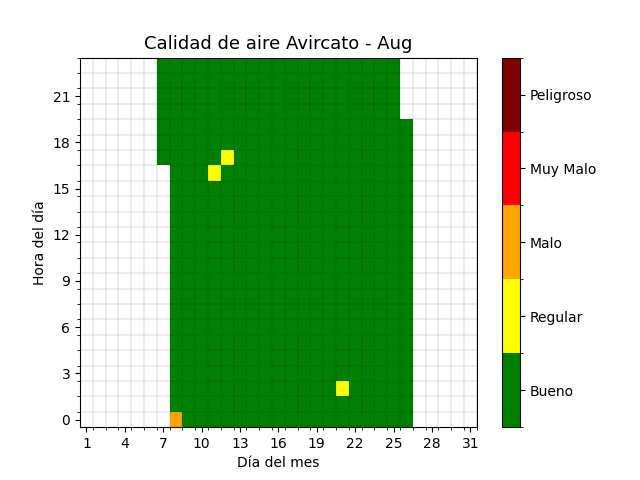 Calidad de aire Avircato - Aug
Hora del día
21
18
15
12
9
6
3
0
1 4 7 10 13 16 19 22 25 28 31
Día del mes
Peligroso
Muy Malo
Malo
Regular
Bueno